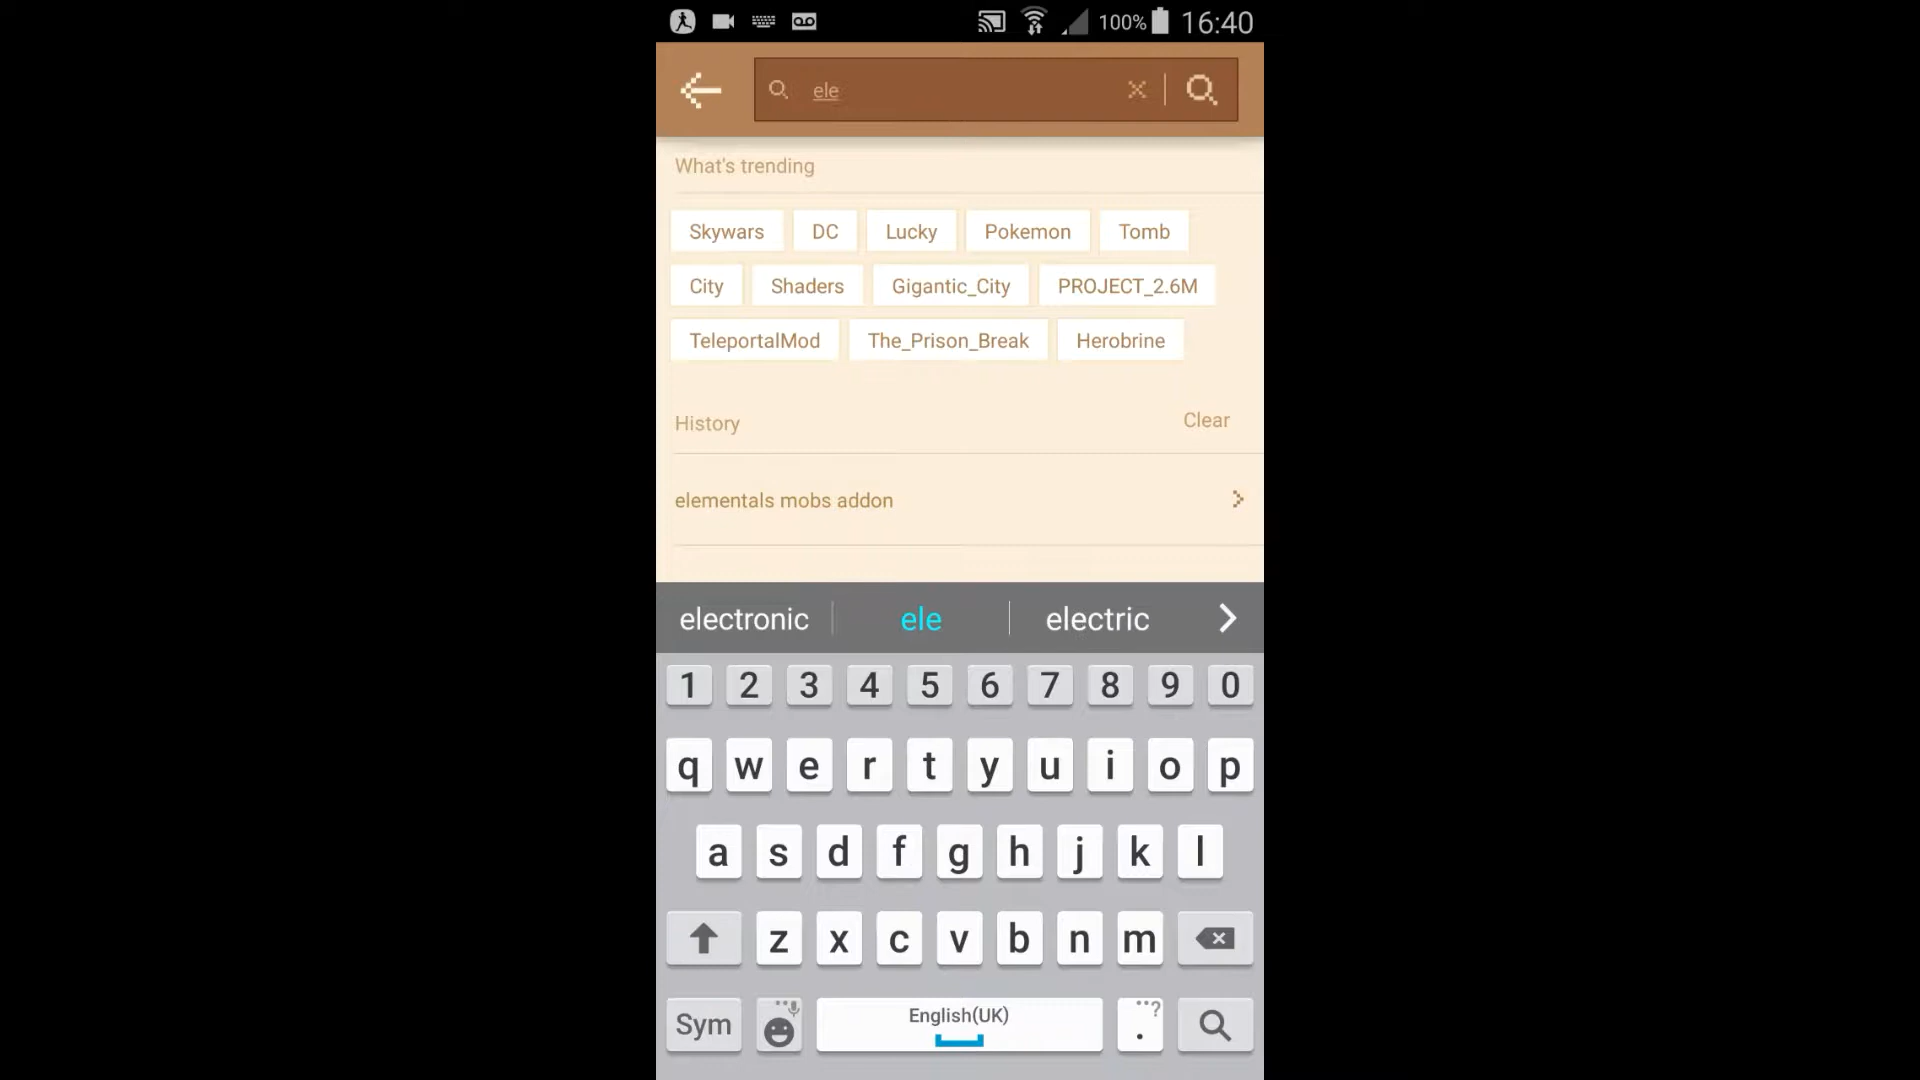 100% 16:40
ele
What's trending
Skywars DC Lucky Pokemon Tomb
City Shaders Gigantic_City PROJECT_2.6M
TeleportalMod The_Prison_Break Herobrine
History Clear
elementals mobs addon
electronic ele electric
1 2 3 4 5 6 7 8 9 0
q w e r t y u i o p
a s d f g h j k l
z x c v b n m
Sym English(UK) . ?